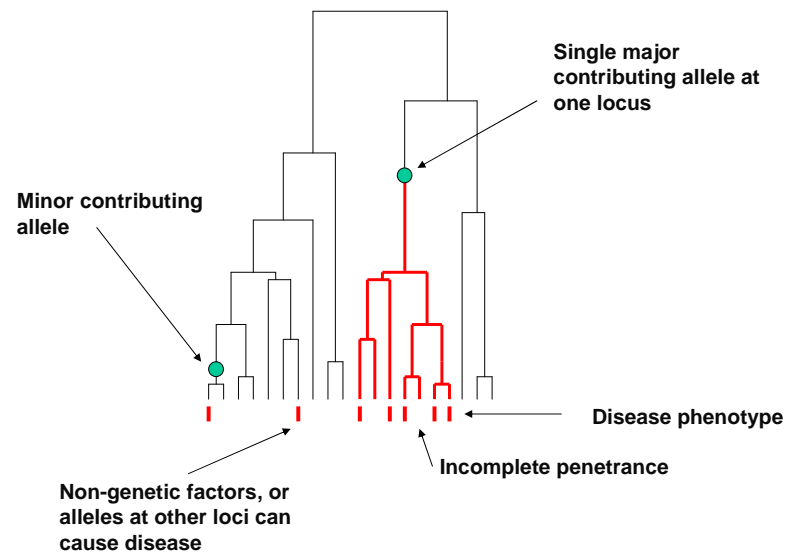 Single major
contributing allele at
one locus
Minor contributing
allele
Disease phenotype
Incomplete penetrance
Non-genetic factors, or
alleles at other loci can
cause disease